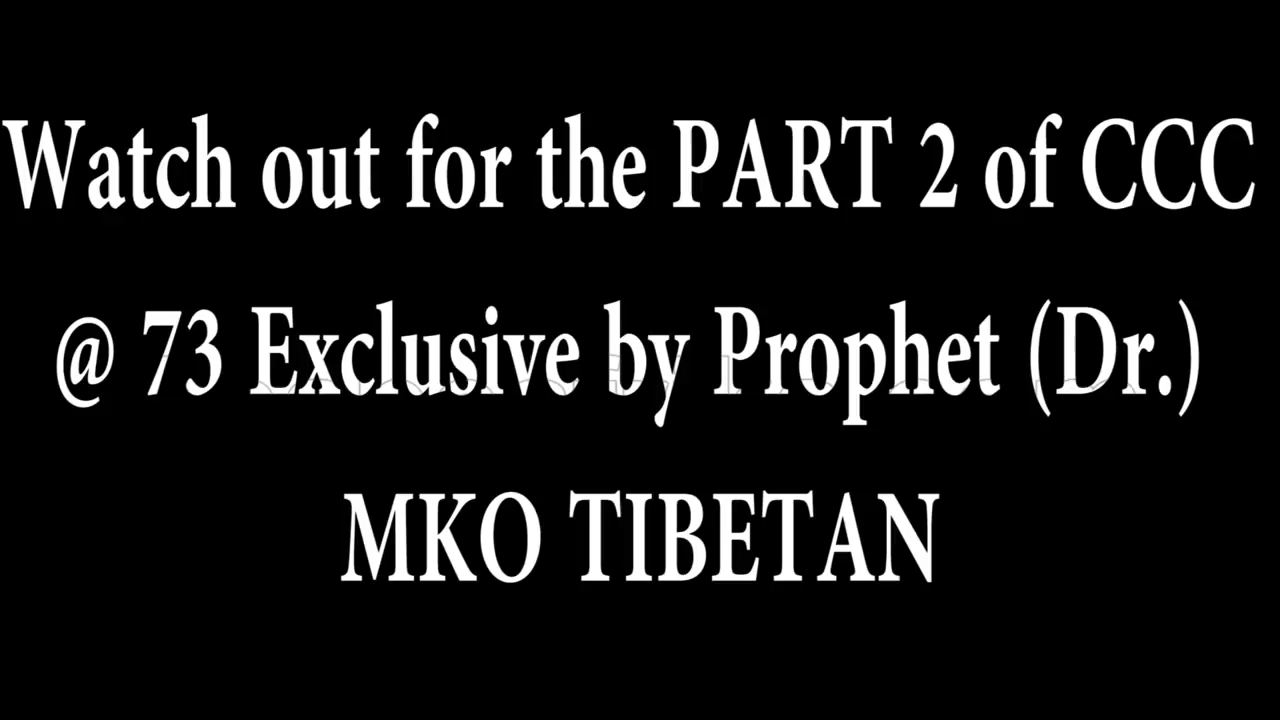 Watch out for the PART 2 of CCC
@ 73 Exclusive by Prophet (Dr.)
MKO TIBETAN